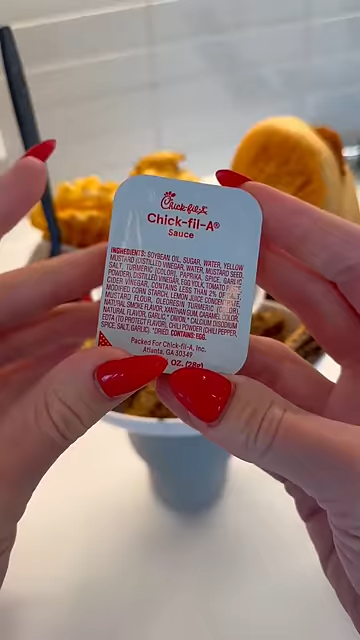 Chick-fil-A
Chick-fil-A®
Sauce
INGREDIENTS: SOYBEAN OIL, SUGAR, WATER, YELLOW
MUSTARD (DISTILLED VINEGAR, WATER, MUSTARD SEED,
SALT, TURMERIC [COLOR], PAPRIKA, SPICE, GARLIC
POWDER), DISTILLED VINEGAR, EGG YOLK, TOMATO
CIDER VINEGAR, CONTAINS LESS THAN 2% OF SALT,
MODIFIED CORN STARCH, LEMON JUICE CONCENTRATE,
MUSTARD FLOUR, OLEORESIN TURMERIC (COLOR),
NATURAL SMOKE FLAVOR, XANTHAN GUM, CARAMEL COLOR,
NATURAL FLAVOR, GARLIC,* ONION,* CALCIUM DISODIUM
EDTA (TO PROTECT FLAVOR), CHILI POWDER (CHILI PEPPER,
SPICE, SALT, GARLIC). *DRIED. CONTAINS: EGG.
Packed For Chick-fil-A, Inc.
Atlanta, GA 30349
OZ. (28g)